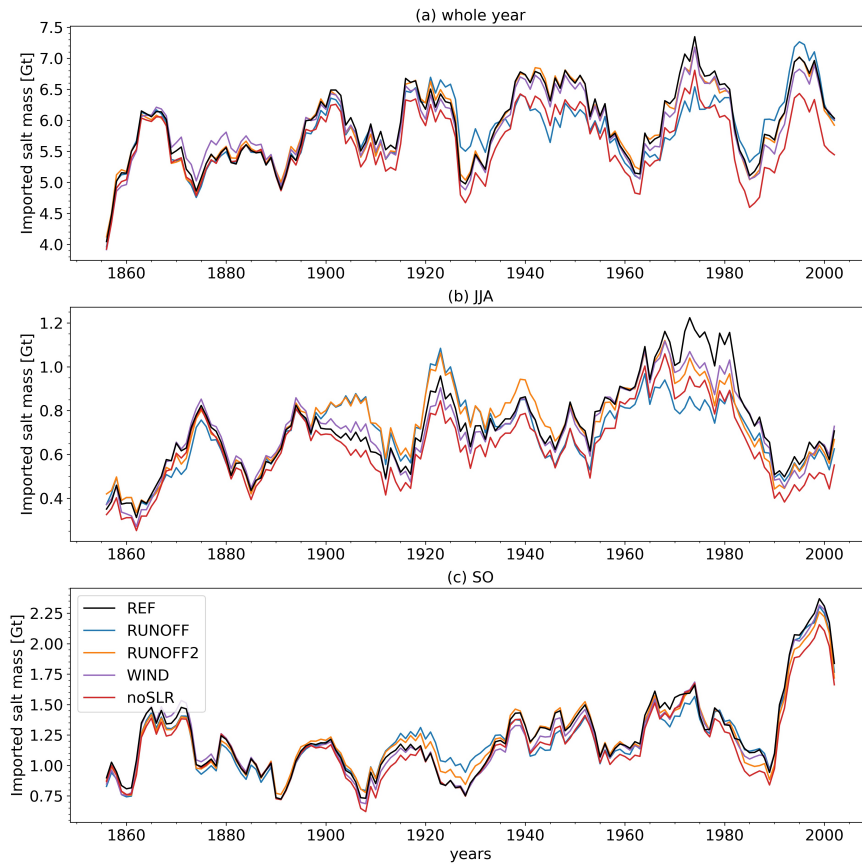 (a) whole year
Imported salt mass [Gt]
7.5
7.0
6.5
6.0
5.5
5.0
4.5
4.0
1860 1880 1900 1920 1940 1960 1980 2000
(b) JJA
Imported salt mass [Gt]
1.2
1.0
0.8
0.6
0.4
1860 1880 1900 1920 1940 1960 1980 2000
(c) SO
Imported salt mass [Gt]
2.25
2.00
1.75
1.50
1.25
1.00
0.75
REF
RUNOFF
RUNOFF2
WIND
noSLR
1860 1880 1900 1920 1940 1960 1980 2000
years